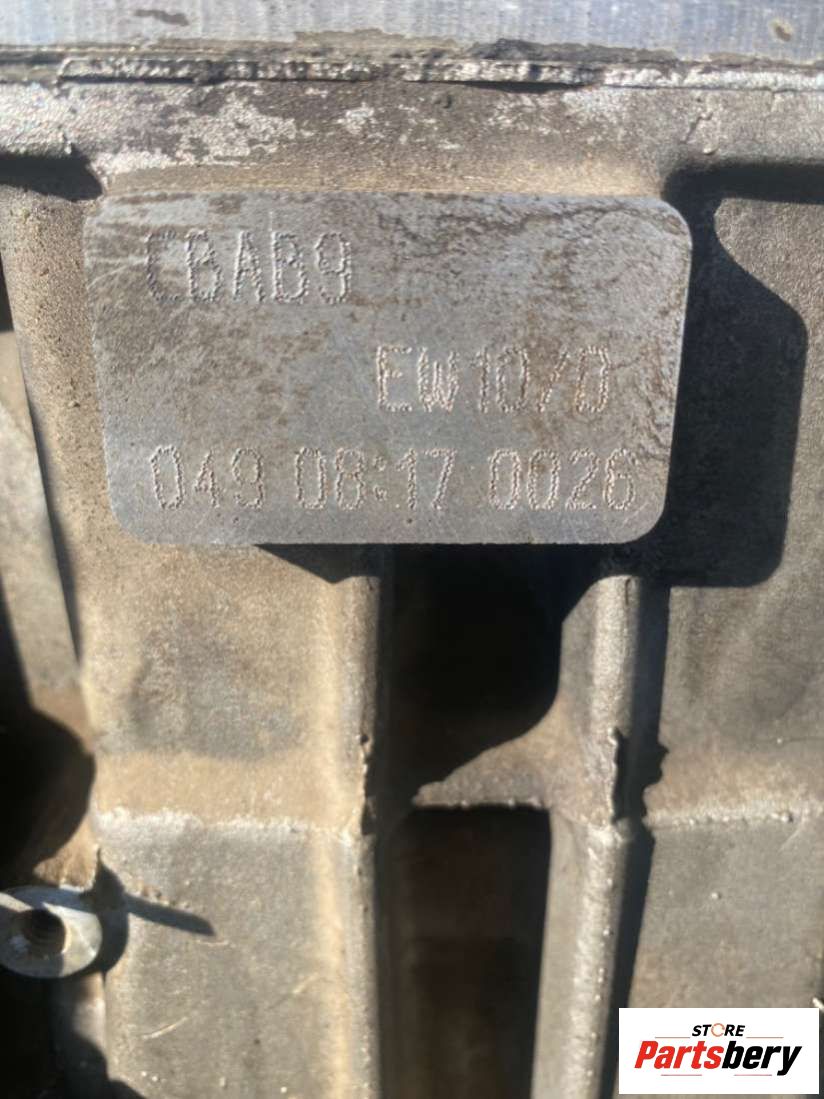 CBAB9
EW10/D
049 08:17 0026
STORE
Partsbery